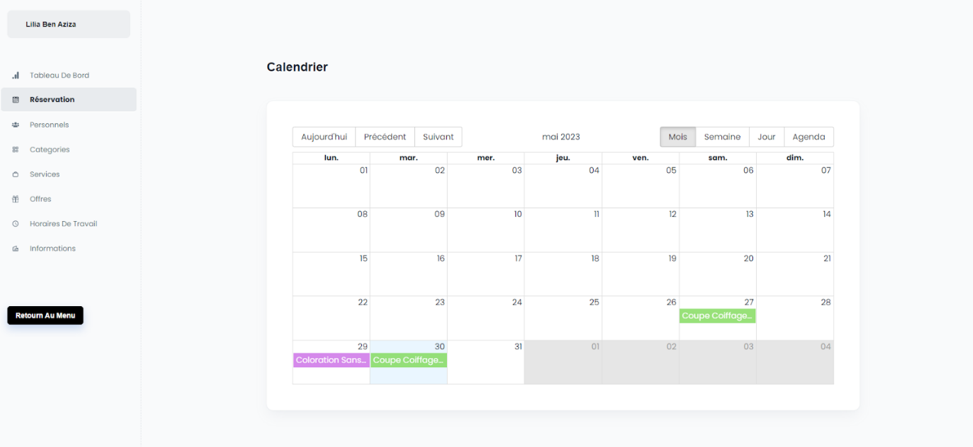 Lilia Ben Aziza
Tableau De Bord
Réservation
Personnels
Categories
Services
Offres
Horaires De Travail
Informations
Retourn Au Menu
Calendrier
Aujourd'hui Précédent Suivant mai 2023 Mois Semaine Jour Agenda
lun. mar. mer. jeu. ven. sam. dim.
01 02 03 04 05 06 07
08 09 10 11 12 13 14
15 16 17 18 19 20 21
22 23 24 25 26 27 28
Coupe Coiffage...
29 30 31 01 02 03 04
Coloration Sans... Coupe Coiffage...